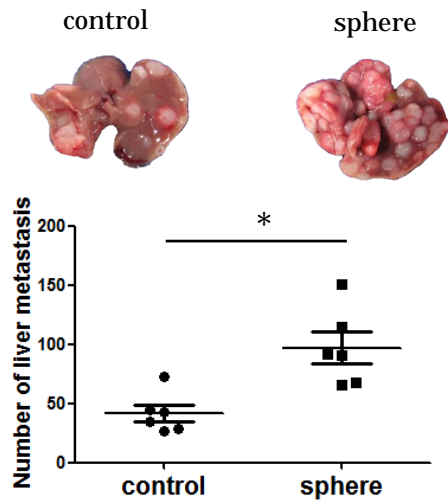 control sphere
*
Number of liver metastasis
200
150
100
50
0
control sphere